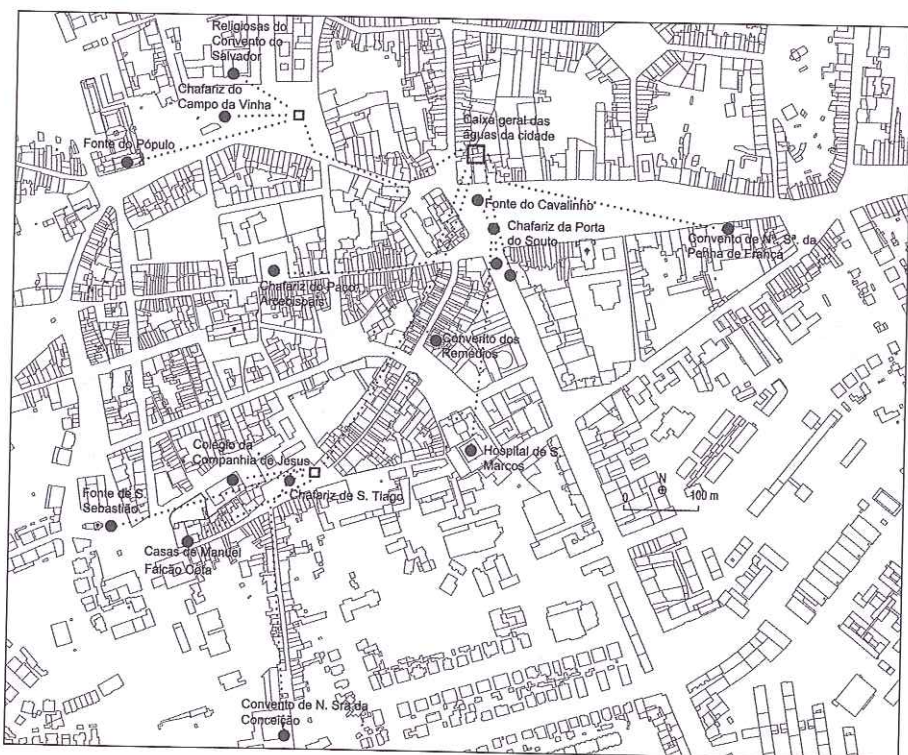 Religiosas do
Convento do
Salvador
Chafariz do
Campo da Vinha
Fonte do Pópulo
Caixa geral das
águas da cidade
Fonte do Cavalinho
Chafariz da Porta
do Souto
Convento de Nª. Sª. da
Penha de França
Chafariz do Paço
Arcebispais
Convento dos
Remédios
Colégio da
Companhia de Jesus
Hospital de S.
Marcos
Fonte de S.
Sebastião
Chafariz de S. Tiago
N
0
100 m
Casas de Manuel
Falcão Cota
Convento de N. Srª da
Conceição